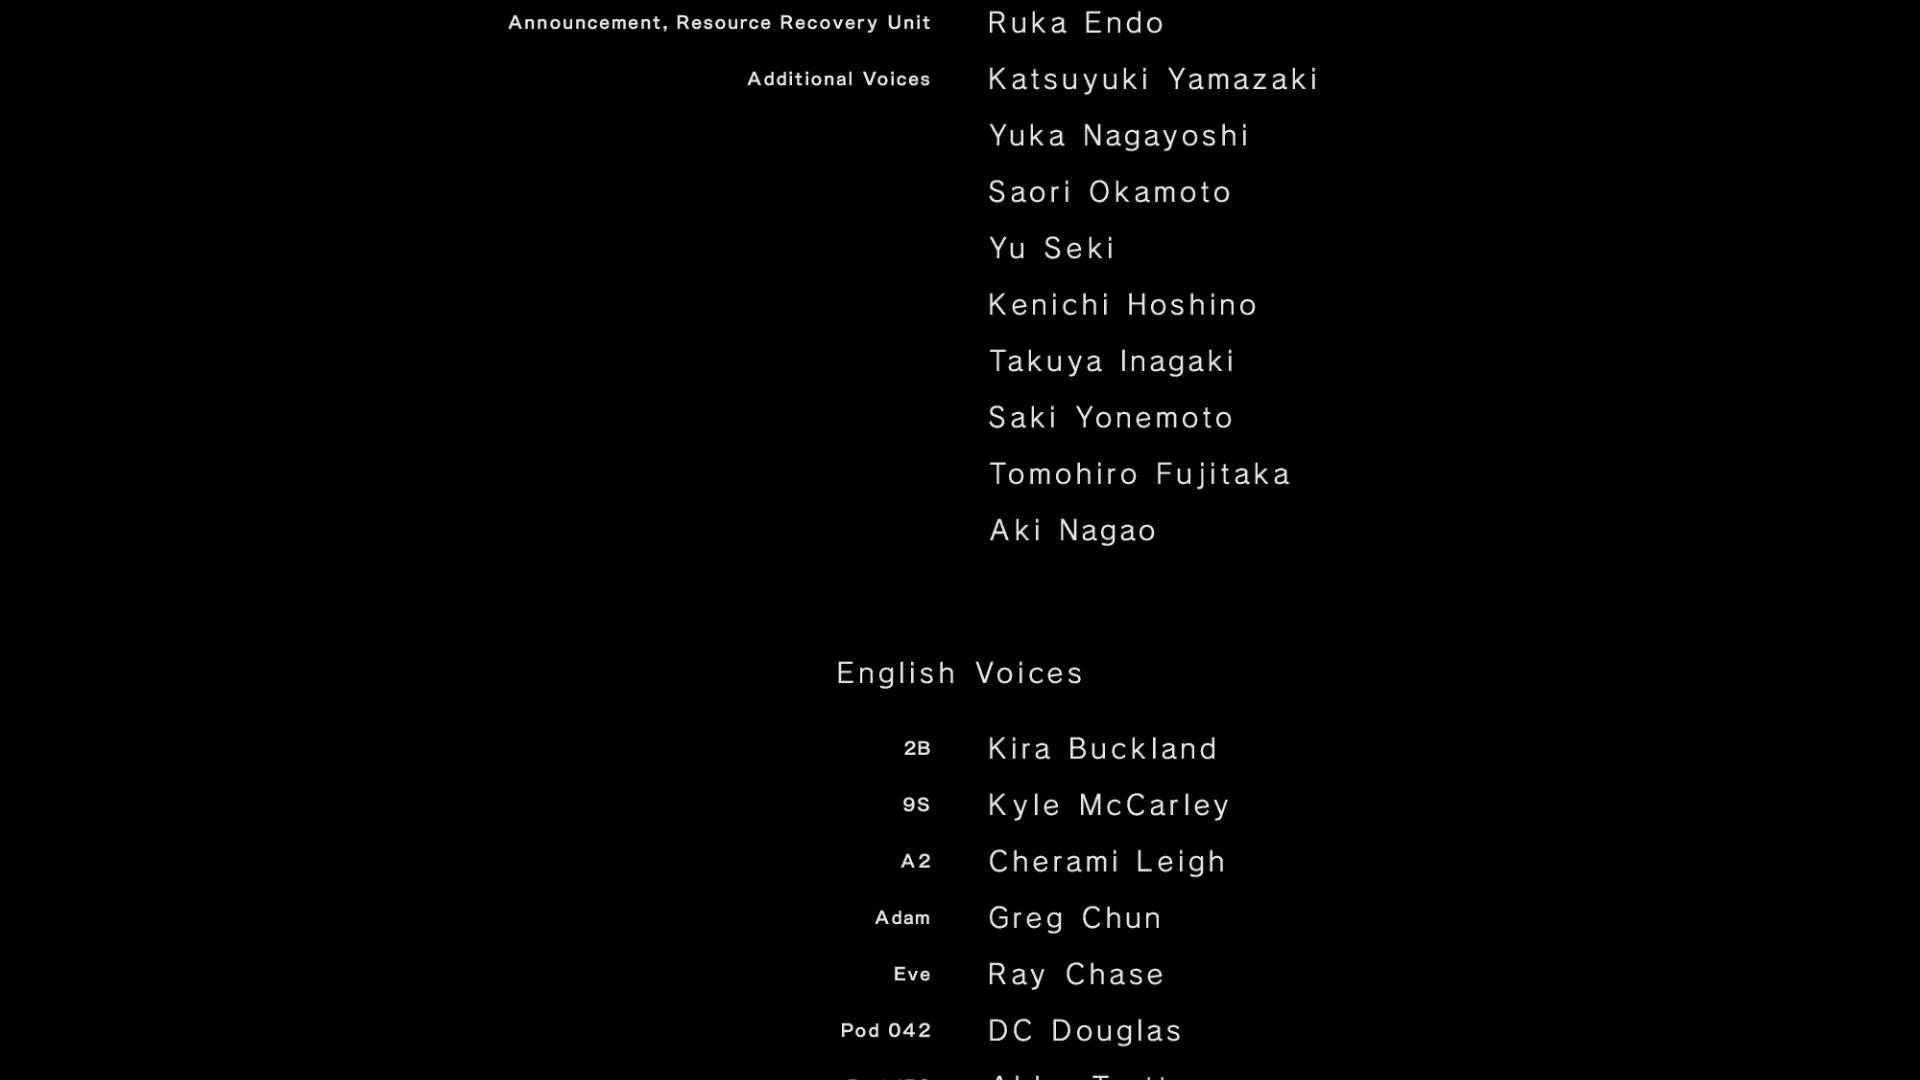 Announcement, Resource Recovery Unit Ruka Endo
Additional Voices Katsuyuki Yamazaki
Yuka Nagayoshi
Saori Okamoto
Yu Seki
Kenichi Hoshino
Takuya Inagaki
Saki Yonemoto
Tomohiro Fujitaka
Aki Nagao
English Voices
2B Kira Buckland
9S Kyle McCarley
A2 Cherami Leigh
Adam Greg Chun
Eve Ray Chase
Pod 042 DC Douglas